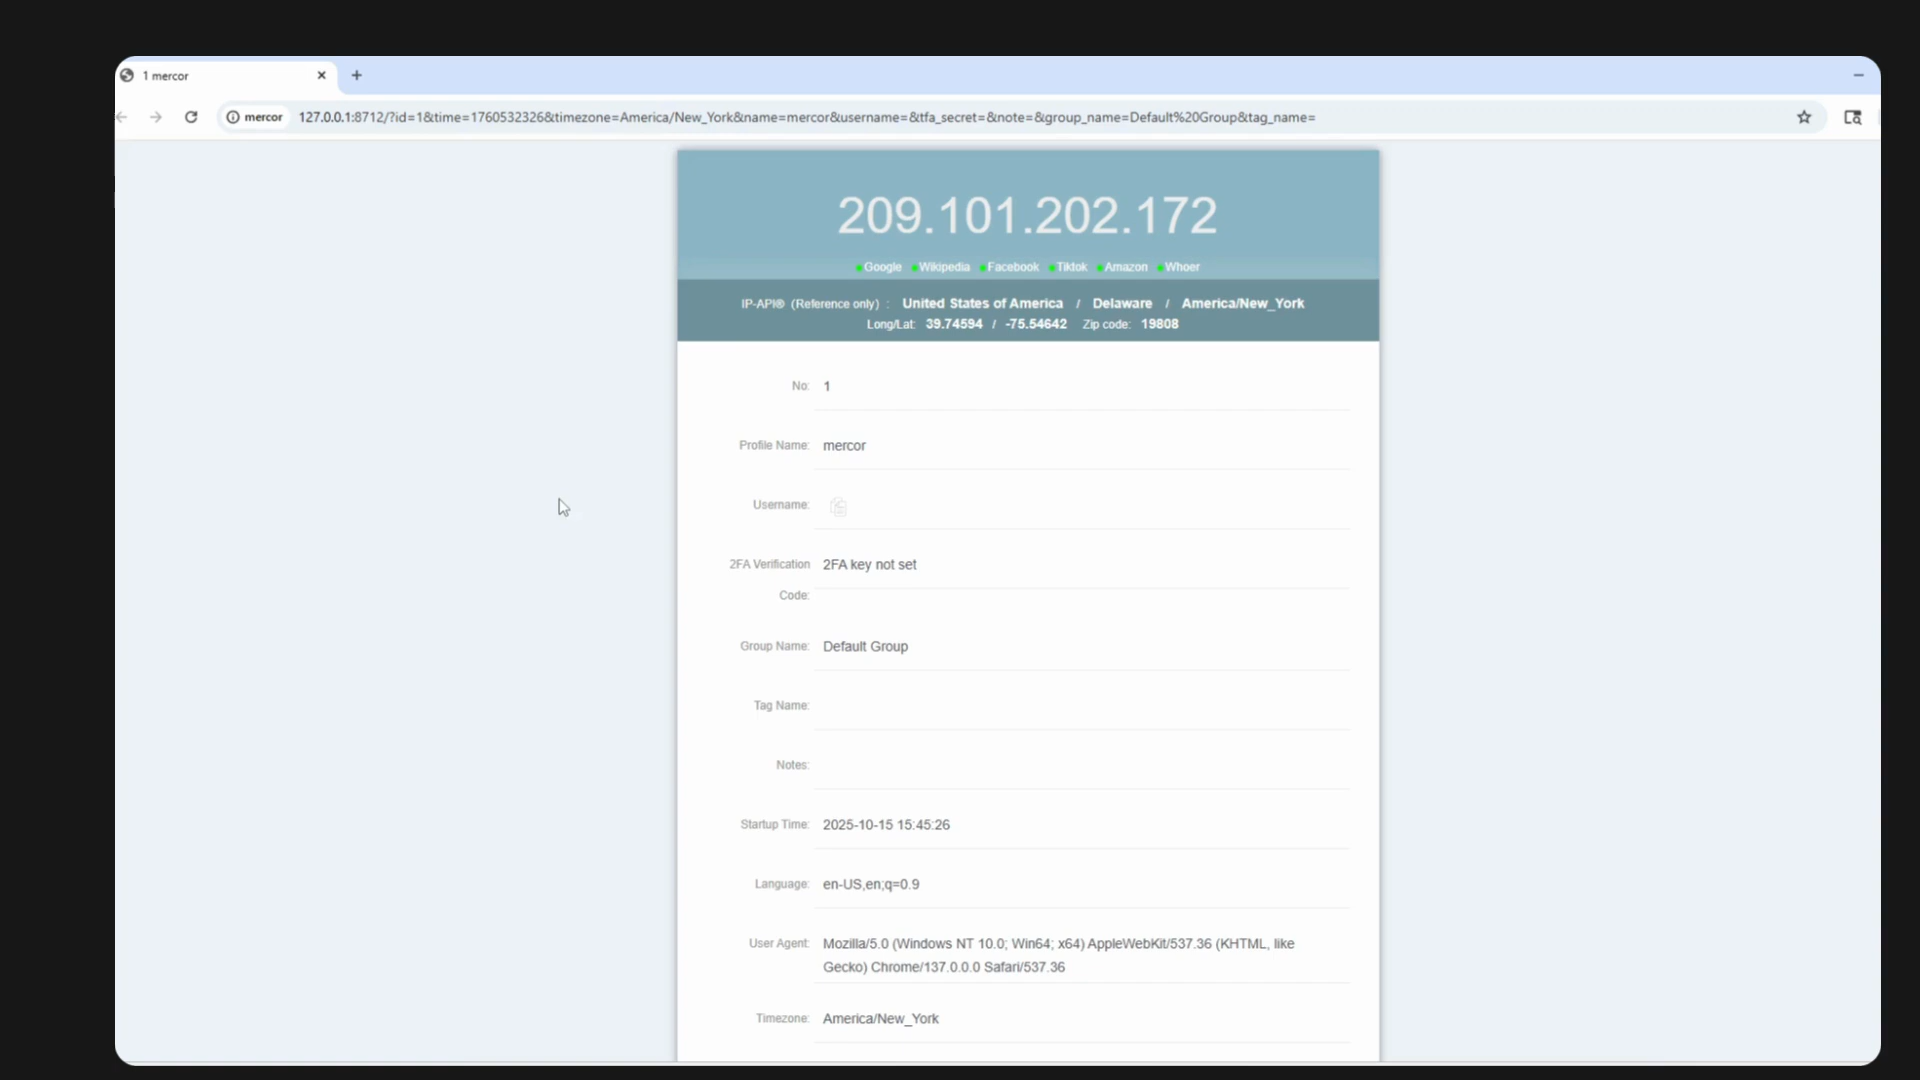 1 mercor
mercor 127.0.0.1:8712/?id=1&time=1760532326&timezone=America/New_York&name=mercor&username=&tfa_secret=&note=&group_name=Default%20Group&tag_name=
209.101.202.172
Google Wikipedia Facebook Tiktok Amazon Whoer
IP-API® (Reference only) : United States of America / Delaware / America/New_York
Long/Lat: 39.74594 / -75.54642 Zip code: 19808
No: 1
Profile Name: mercor
Username:
2FA Verification Code: 2FA key not set
Group Name: Default Group
Tag Name:
Notes:
Startup Time: 2025-10-15 15:45:26
Language: en-US,en;q=0.9
User Agent: Mozilla/5.0 (Windows NT 10.0; Win64; x64) AppleWebKit/537.36 (KHTML, like
Gecko) Chrome/137.0.0.0 Safari/537.36
Timezone: America/New_York